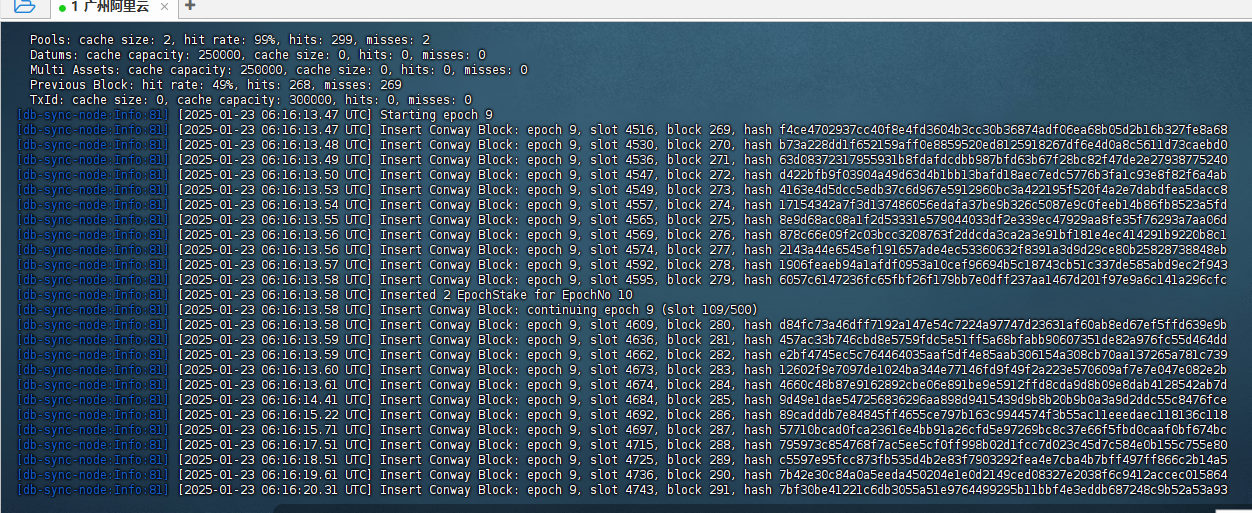 1 广州阿里云
Pools: cache size: 2, hit rate: 99%, hits: 299, misses: 2
Datums: cache capacity: 250000, cache size: 0, hits: 0, misses: 0
Multi Assets: cache capacity: 250000, cache size: 0, hits: 0, misses: 0
Previous Block: hit rate: 49%, hits: 268, misses: 269
TxId: cache size: 0, cache capacity: 300000, hits: 0, misses: 0
[db-sync-node:Info:81] [2025-01-23 06:16:13.47 UTC] Starting epoch 9
[db-sync-node:Info:81] [2025-01-23 06:16:13.47 UTC] Insert Conway Block: epoch 9, slot 4516, block 269, hash f4ce4702937cc40f8e4fd3604b3cc30b36874adf06ea68b05d2b16b327fe8a68
[db-sync-node:Info:81] [2025-01-23 06:16:13.48 UTC] Insert Conway Block: epoch 9, slot 4530, block 270, hash b73a228dd1f652159aff0e8859520ed8125918267df6e4d0a8c5611d73caebd0
[db-sync-node:Info:81] [2025-01-23 06:16:13.49 UTC] Insert Conway Block: epoch 9, slot 4536, block 271, hash 63d08372317955931b8fdafdcdbb987bfd63b67f28bc82f47de2e27938775240
[db-sync-node:Info:81] [2025-01-23 06:16:13.50 UTC] Insert Conway Block: epoch 9, slot 4547, block 272, hash d422bfb9f03904a49d63d4b1bb13bafd18aec7edc5776b3fa1c93e8f82f6a4ab
[db-sync-node:Info:81] [2025-01-23 06:16:13.53 UTC] Insert Conway Block: epoch 9, slot 4549, block 273, hash 4163e4d5dcc5edb37c6d967e5912960bc3a422195f520f4a2e7dabdfea5dacc8
[db-sync-node:Info:81] [2025-01-23 06:16:13.54 UTC] Insert Conway Block: epoch 9, slot 4557, block 274, hash 17154342a7f3d137486056edafa37be9b326c5087e9c0feeb14b86fb8523a5fd
[db-sync-node:Info:81] [2025-01-23 06:16:13.55 UTC] Insert Conway Block: epoch 9, slot 4565, block 275, hash 8e9d68ac08a1f2d53331e579044033df2e339ec47929aa8fe35f76293a7aa06d
[db-sync-node:Info:81] [2025-01-23 06:16:13.56 UTC] Insert Conway Block: epoch 9, slot 4569, block 276, hash 878c66e09f2c03bcc3208763f2ddcda3ca2a3e91bf181e4ec414291b9220b8c1
[db-sync-node:Info:81] [2025-01-23 06:16:13.56 UTC] Insert Conway Block: epoch 9, slot 4574, block 277, hash 2143a44e6545ef191657ade4ec53360632f8391a3d9d29ce80b25828738848eb
[db-sync-node:Info:81] [2025-01-23 06:16:13.57 UTC] Insert Conway Block: epoch 9, slot 4592, block 278, hash 1906feaeb94a1afdf0953a10cef96694b5c18743cb51c337de585abd9ec2f943
[db-sync-node:Info:81] [2025-01-23 06:16:13.58 UTC] Insert Conway Block: epoch 9, slot 4595, block 279, hash 6057c6147236fc65fbf26f179bb7e0dff237aa1467d201f97e9a6c141a296cfc
[db-sync-node:Info:81] [2025-01-23 06:16:13.58 UTC] Inserted 2 EpochStake for EpochNo 10
[db-sync-node:Info:81] [2025-01-23 06:16:13.58 UTC] Insert Conway Block: continuing epoch 9 (slot 109/500)
[db-sync-node:Info:81] [2025-01-23 06:16:13.58 UTC] Insert Conway Block: epoch 9, slot 4609, block 280, hash d84fc73a46dff7192a147e54c7224a97747d23631af60ab8ed67ef5ffd639e9b
[db-sync-node:Info:81] [2025-01-23 06:16:13.59 UTC] Insert Conway Block: epoch 9, slot 4636, block 281, hash 457ac33b746cbd8e5759fdc5e51ff5a68bfabb90607351de82a976fc55d464dd
[db-sync-node:Info:81] [2025-01-23 06:16:13.59 UTC] Insert Conway Block: epoch 9, slot 4662, block 282, hash e2bf4745ec5c764464035aaf5df4e85aab306154a308cb70aa137265a781c739
[db-sync-node:Info:81] [2025-01-23 06:16:13.60 UTC] Insert Conway Block: epoch 9, slot 4673, block 283, hash 12602f9e7097de1024ba344e77146fd9f49f2a223e570609af7e7e047e082e2b
[db-sync-node:Info:81] [2025-01-23 06:16:13.61 UTC] Insert Conway Block: epoch 9, slot 4674, block 284, hash 4660c48b87e9162892cbe06e891be9e5912ffd8cda9d8b09e8dab4128542ab7d
[db-sync-node:Info:81] [2025-01-23 06:16:14.41 UTC] Insert Conway Block: epoch 9, slot 4684, block 285, hash 9d49e1dae547256836296aa898d9415439d9b8b20b9b0a3a9d2ddc55c8476fce
[db-sync-node:Info:81] [2025-01-23 06:16:15.22 UTC] Insert Conway Block: epoch 9, slot 4692, block 286, hash 89cadddb7e84845ff4655ce797b163c9944574f3b55ac11eeedaec118136c118
[db-sync-node:Info:81] [2025-01-23 06:16:15.71 UTC] Insert Conway Block: epoch 9, slot 4697, block 287, hash 57710bcad0fca23616e4bb91a26cfd5e97269bc8c37e66f5fbd0caaf0bf674bc
[db-sync-node:Info:81] [2025-01-23 06:16:17.51 UTC] Insert Conway Block: epoch 9, slot 4715, block 288, hash 795973c854768f7ac5ee5cf0ff998b02d1fcc7d023c45d7c584e0b155c755e80
[db-sync-node:Info:81] [2025-01-23 06:16:18.51 UTC] Insert Conway Block: epoch 9, slot 4725, block 289, hash c5597e95fcc873fb535d4b2e83f7903292fea4e7cba4b7bff497ff866c2b14a5
[db-sync-node:Info:81] [2025-01-23 06:16:19.61 UTC] Insert Conway Block: epoch 9, slot 4736, block 290, hash 7b42e30c84a0a5eeda450204e1e0d2149ced08327e2038f6c9412accec015864
[db-sync-node:Info:81] [2025-01-23 06:16:20.31 UTC] Insert Conway Block: epoch 9, slot 4743, block 291, hash 7bf30be41221c6db3055a51e9764499295b11bbf4e3eddb687248c9b52a53a93